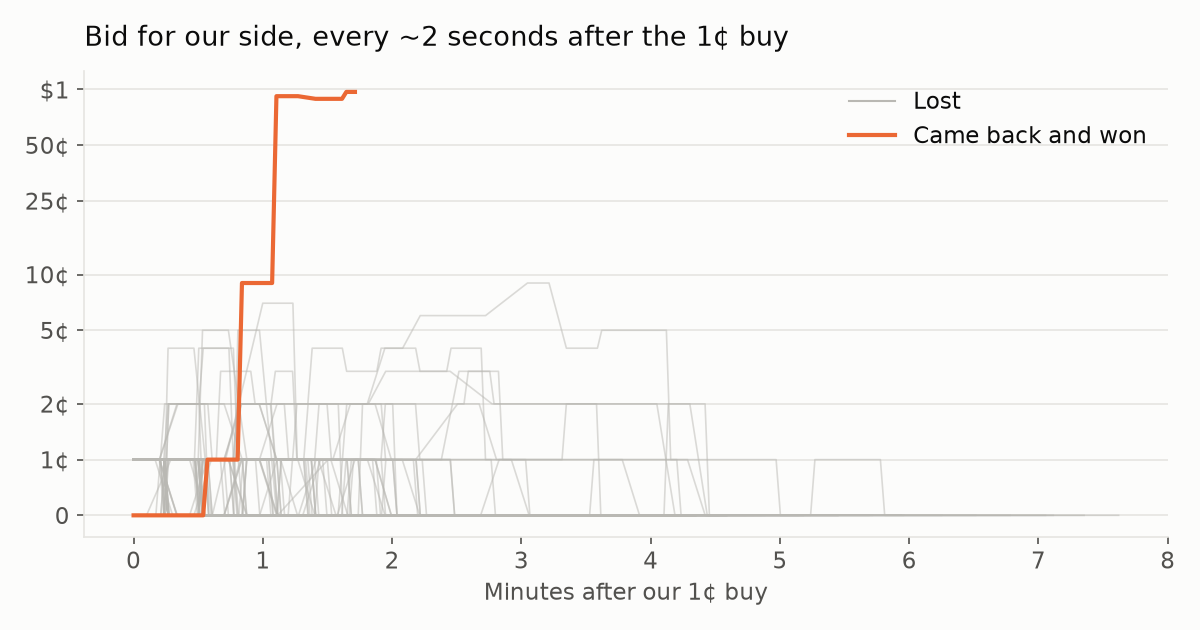 Bid for our side, every ~2 seconds after the 1¢ buy
$1
50¢
25¢
10¢
5¢
2¢
1¢
0
Lost
Came back and won
0 1 2 3 4 5 6 7 8
Minutes after our 1¢ buy